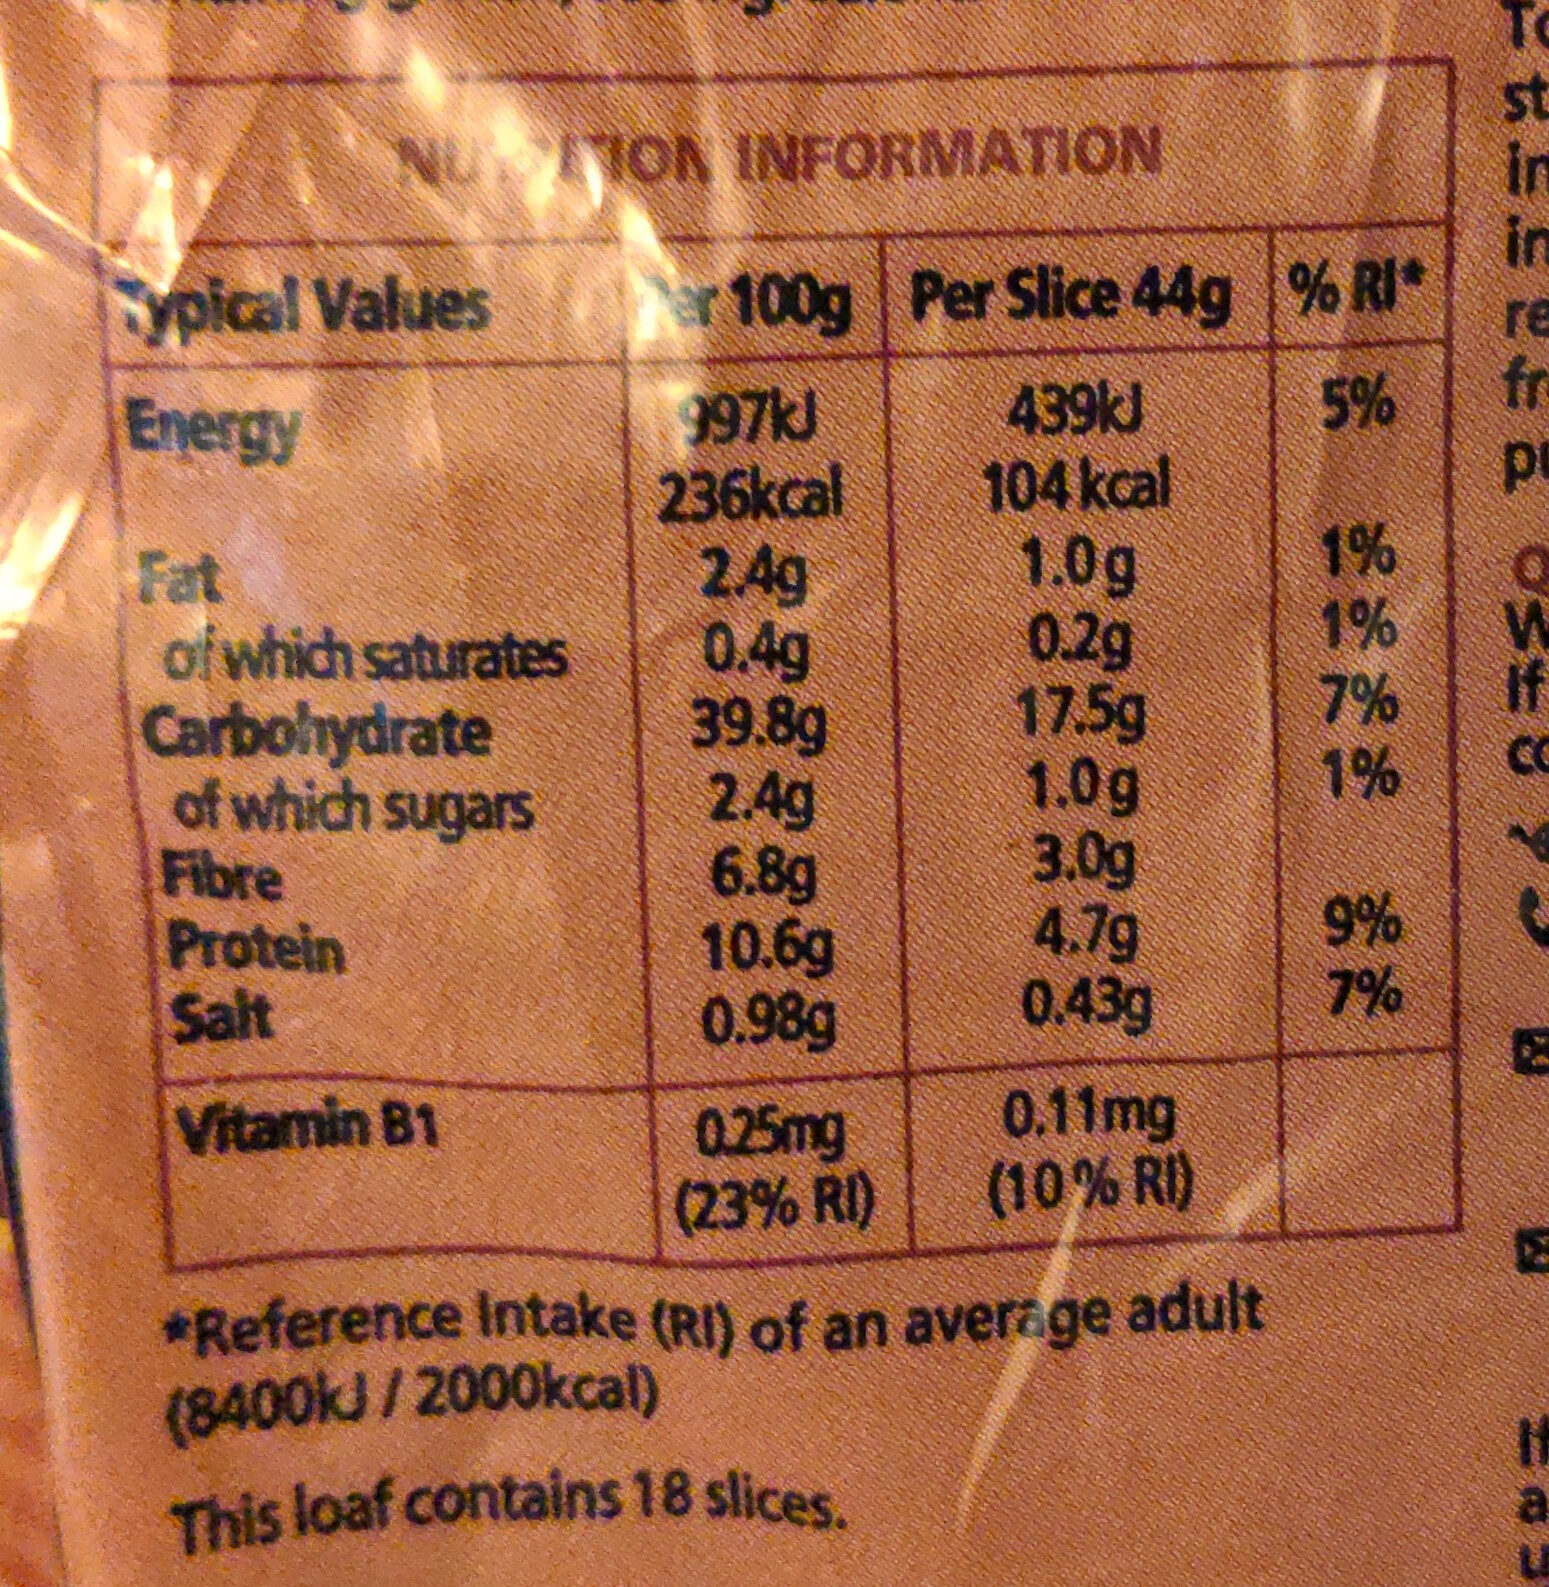 NUTRITION INFORMATION
Typical Values Per 100g Per Slice 44g % RI*
Energy 997kJ 439kJ 5%
236kcal 104kcal
Fat 2.4g 1.0g 1%
of which saturates 0.4g 0.2g 1%
Carbohydrate 39.8g 17.5g 7%
of which sugars 2.4g 1.0g 1%
Fibre 6.8g 3.0g
Protein 10.6g 4.7g 9%
Salt 0.98g 0.43g 7%
Vitamin B1 0.25mg 0.11mg
(23% RI) (10% RI)
*Reference Intake (RI) of an average adult
(8400kJ / 2000kcal)
This loaf contains 18 slices.